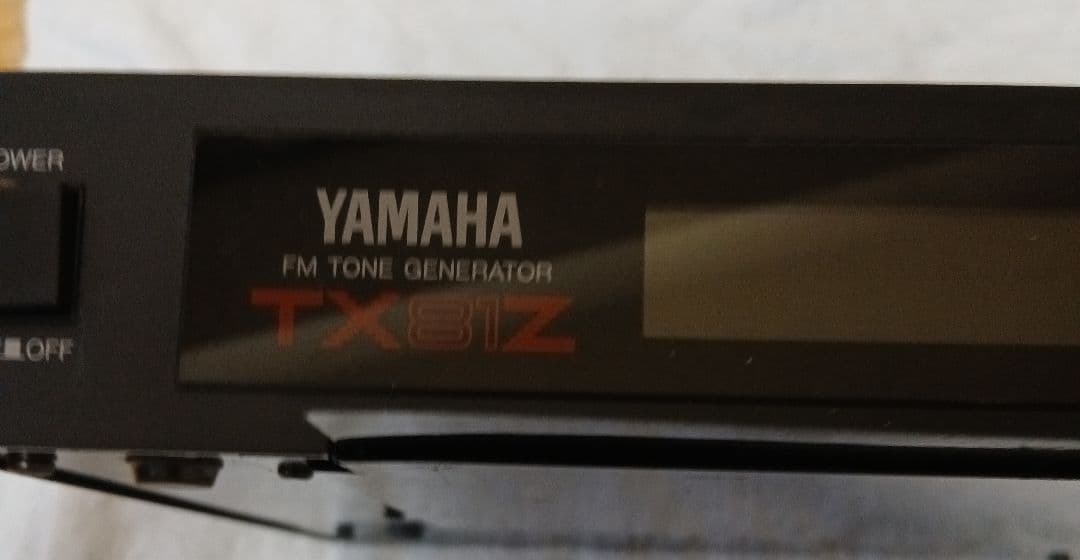 OWER
YAMAHA
FM TONE GENERATOR
TX81Z
OFF